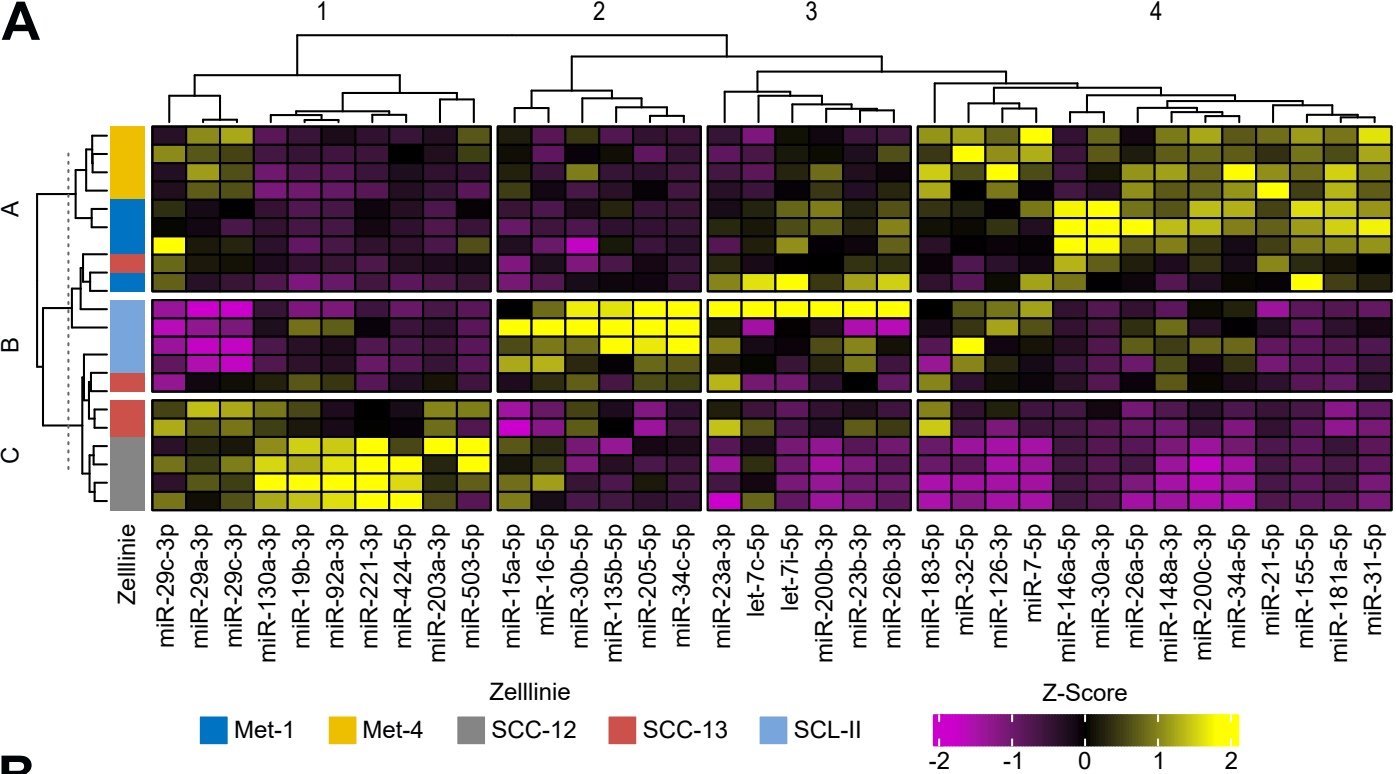 A
1 2 3 4
A
B
C
Zelllinie
miR-29c-3p
miR-29a-3p
miR-29c-3p
miR-130a-3p
miR-19b-3p
miR-92a-3p
miR-221-3p
miR-424-5p
miR-203a-3p
miR-503-5p
miR-15a-5p
miR-16-5p
miR-30b-5p
miR-135b-5p
miR-205-5p
miR-34c-5p
miR-23a-3p
let-7c-5p
let-7i-5p
miR-200b-3p
miR-23b-3p
miR-26b-3p
miR-183-5p
miR-32-5p
miR-126-3p
miR-7-5p
miR-146a-5p
miR-30a-3p
miR-26a-5p
miR-148a-3p
miR-200c-3p
miR-34a-5p
miR-21-5p
miR-155-5p
miR-181a-5p
miR-31-5p
Zelllinie
Met-1 Met-4 SCC-12 SCC-13 SCL-II
Z-Score
-2 -1 0 1 2
B